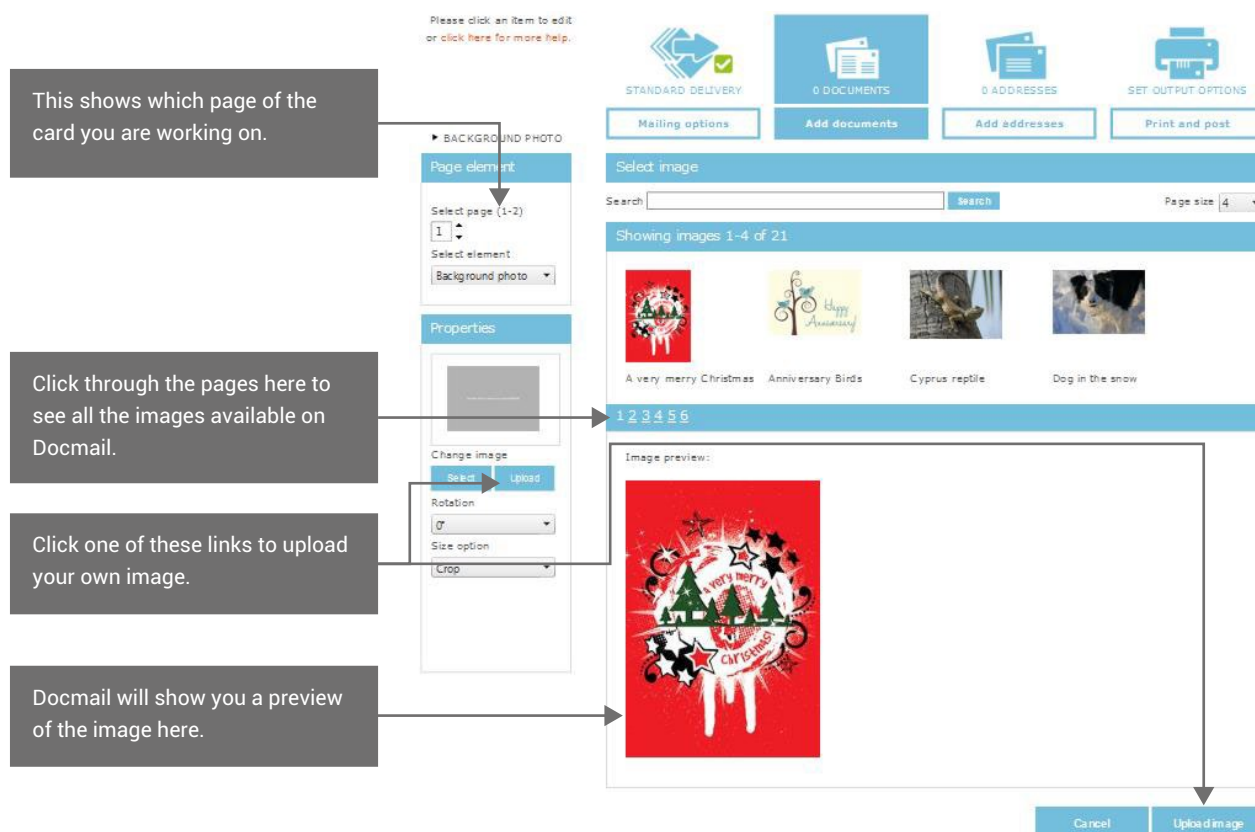 Please click an item to edit
or click here for more help.
This shows which page of the
card you are working on.
Click through the pages here to
see all the images available on
Docmail.
Click one of these links to upload
your own image.
Docmail will show you a preview
of the image here.
BACKGROUND PHOTO
Page element
Select page (1-2)
1
Select element
Background photo
Properties
Change image
Select Upload
Rotation
0°
Size option
Crop
STANDARD DELIVERY
0 DOCUMENTS
0 ADDRESSES
SET OUTPUT OPTIONS
Mailing options
Add documents
Add addresses
Print and post
Select image
Search
Search
Page size 4
Showing images 1-4 of 21
Happy
Anniversary!
A very merry Christmas
Anniversary Birds
Cyprus reptile
Dog in the snow
1 2 3 4 5 6
Image preview:
A very merry
Christmas!
Cancel
Upload image